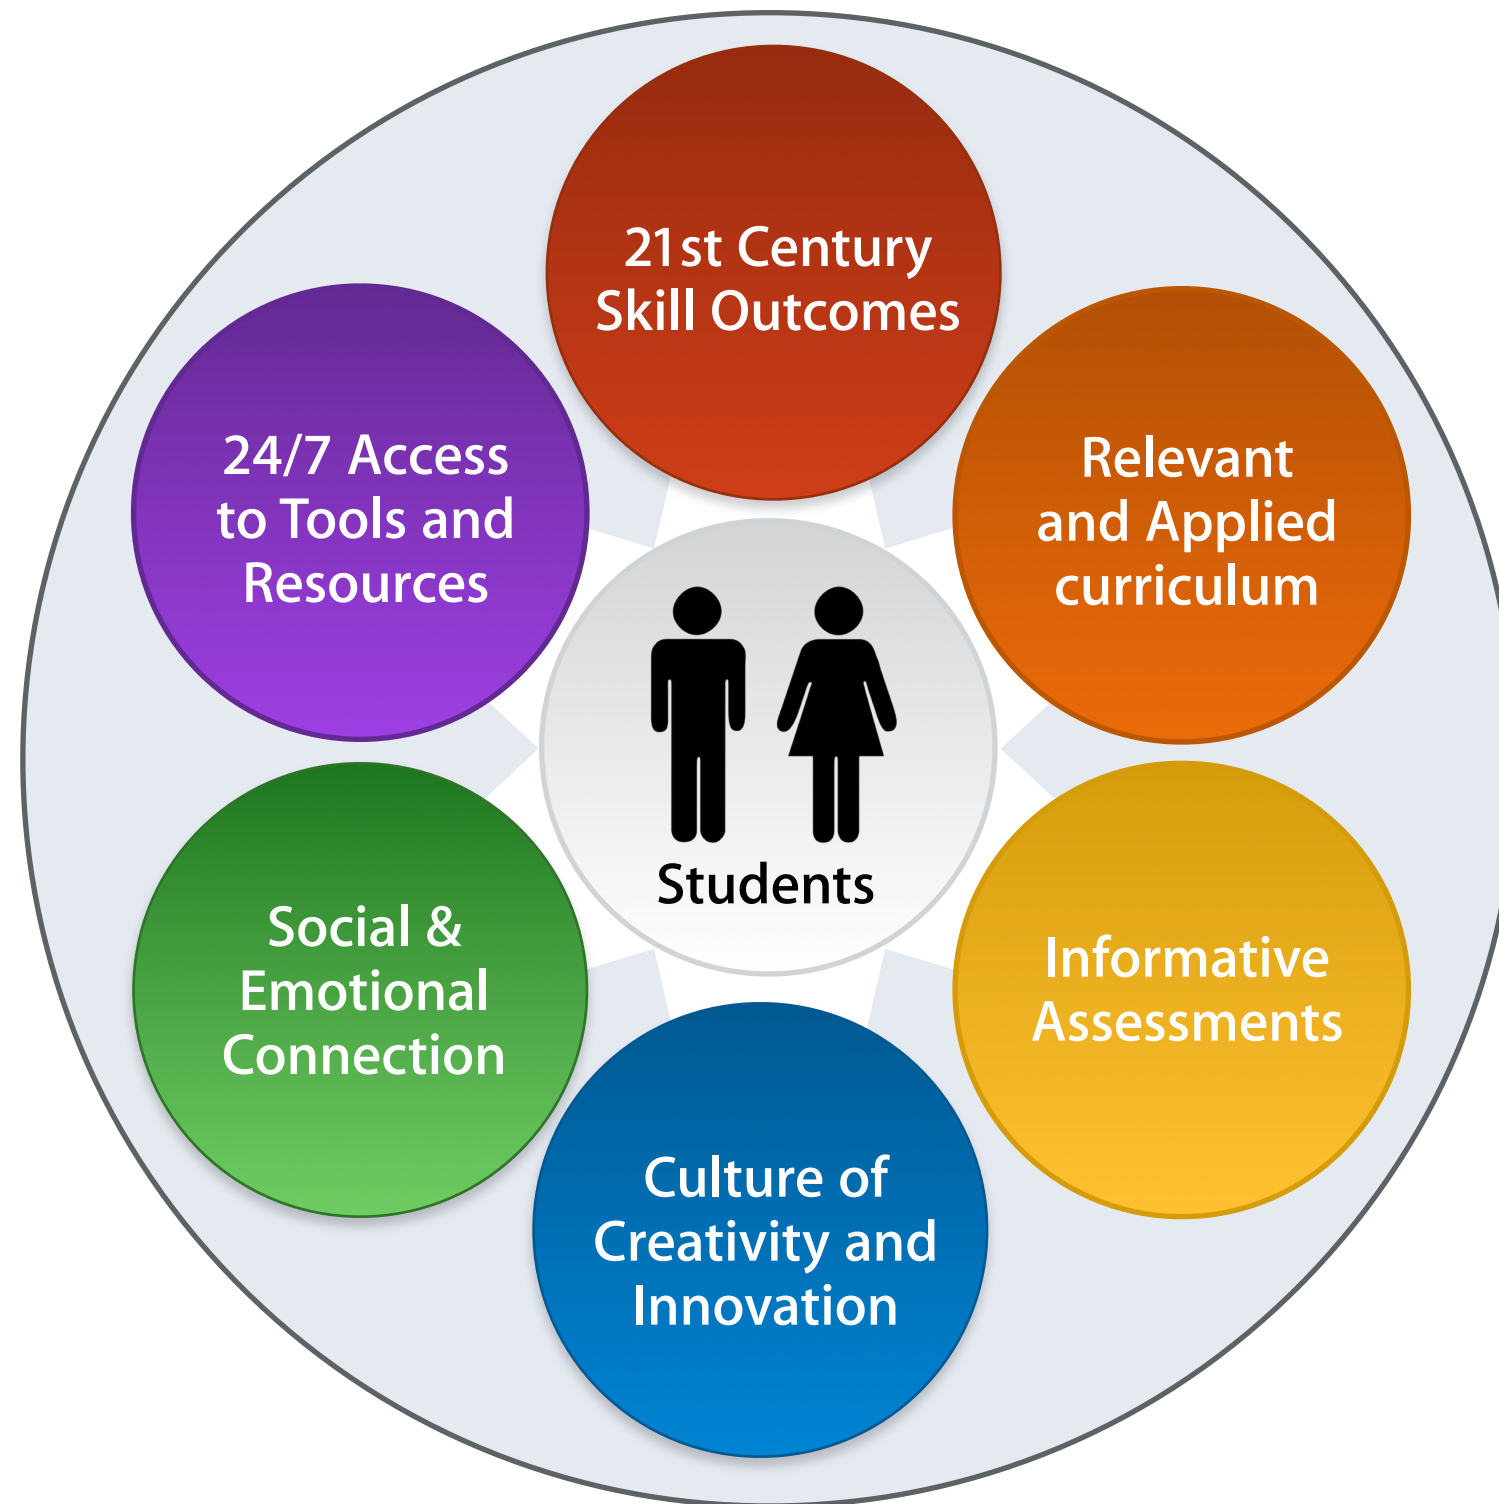 21st Century
Skill Outcomes
Relevant
and Applied
curriculum
Informative
Assessments
Culture of
Creativity and
Innovation
Social &
Emotional
Connection
24/7 Access
to Tools and
Resources
Students